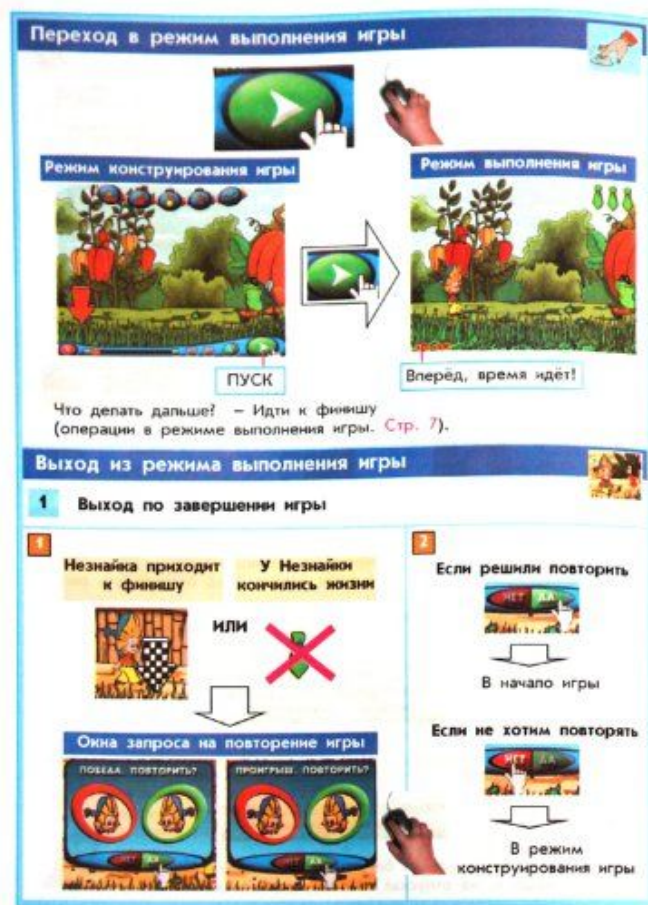 Переход в режим выполнения игры
Режим конструирования игры
Режим выполнения игры
ПУСК
Вперёд, время идёт!
Что делать дальше? – Идти к финишу
(операции в режиме выполнения игры. Стр. 7).
Выход из режима выполнения игры
1 Выход по завершении игры
1
Незнайка приходит
к финишу
У Незнайки
кончились жизни
ИЛИ
Окна запроса на повторение игры
ПОБЕДА. ПОВТОРИТЬ?
НЕТ ДА
ПРОИГРЫШ. ПОВТОРИТЬ?
НЕТ ДА
2
Если решили повторить
НЕТ ДА
В начало игры
Если не хотим повторять
НЕТ ДА
В режим
конструирования игры